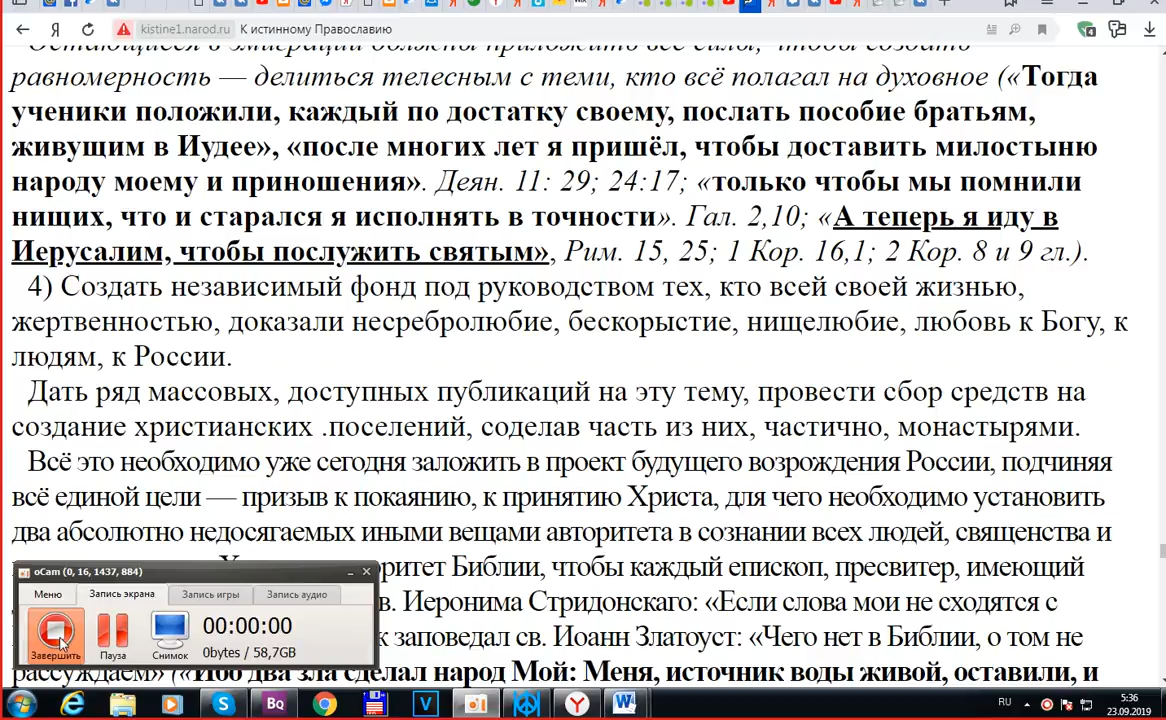 kistine1.narod.ru К истинному Православию
Остающиеся в эмиграции должны приложить все силы, чтобы создать
равномерность — делиться телесным с теми, кто всё полагал на духовное («Тогда
ученики положили, каждый по достатку своему, послать пособие братьям,
живущим в Иудее», «после многих лет я пришёл, чтобы доставить милостыню
народу моему и приношения». Деян. 11: 29; 24:17; «только чтобы мы помнили
нищих, что и старался я исполнять в точности». Гал. 2,10; «А теперь я иду в
Иерусалим, чтобы послужить святым», Рим. 15, 25; 1 Кор. 16,1; 2 Кор. 8 и 9 гл.).
4) Создать независимый фонд под руководством тех, кто всей своей жизнью,
жертвенностью, доказали несребролюбие, бескорыстие, нищелюбие, любовь к Богу, к
людям, к России.
Дать ряд массовых, доступных публикаций на эту тему, провести сбор средств на
создание христианских .поселений, соделав часть из них, частично, монастырями.
Всё это необходимо уже сегодня заложить в проект будущего возрождения России, подчиняя
всё единой цели — призыв к покаянию, к принятию Христа, для чего необходимо установить
два абсолютно недосягаемых иными вещами авторитета в сознании всех людей, священства и
оритет Библии, чтобы каждый епископ, пресвитер, имеющий
в. Иеронима Стридонскаго: «Если слова мои не сходятся с
к заповедал св. Иоанн Златоуст: «Чего нет в Библии, о том не
рассуждаем» («Ибо два зла сделал народ Мой: Меня, источник воды живой, оставили, и
oCam (0, 16, 1437, 884)
Меню Запись экрана Запись игры Запись аудио
00:00:00
Завершить Пауза Снимок 0bytes / 58,7GB
RU 5:36
23.09.2019